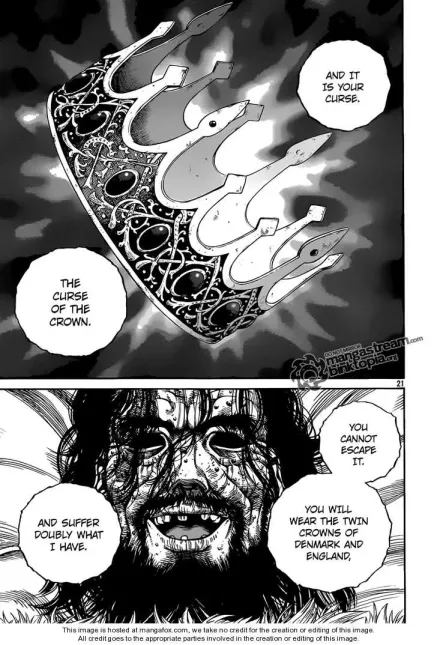 AND IT
IS YOUR
CURSE.
THE
CURSE
OF THE
CROWN.
mangastream.com
binktopia.org
21
YOU
CANNOT
ESCAPE
IT.
YOU WILL
WEAR THE TWIN
CROWNS OF
DENMARK AND
ENGLAND,
AND SUFFER
DOUBLY WHAT
I HAVE.
This image is hosted at mangafox.com, we take no credit for the creation or editing of this image.
All credit goes to the appropriate parties involved in the creation and editing of this image.